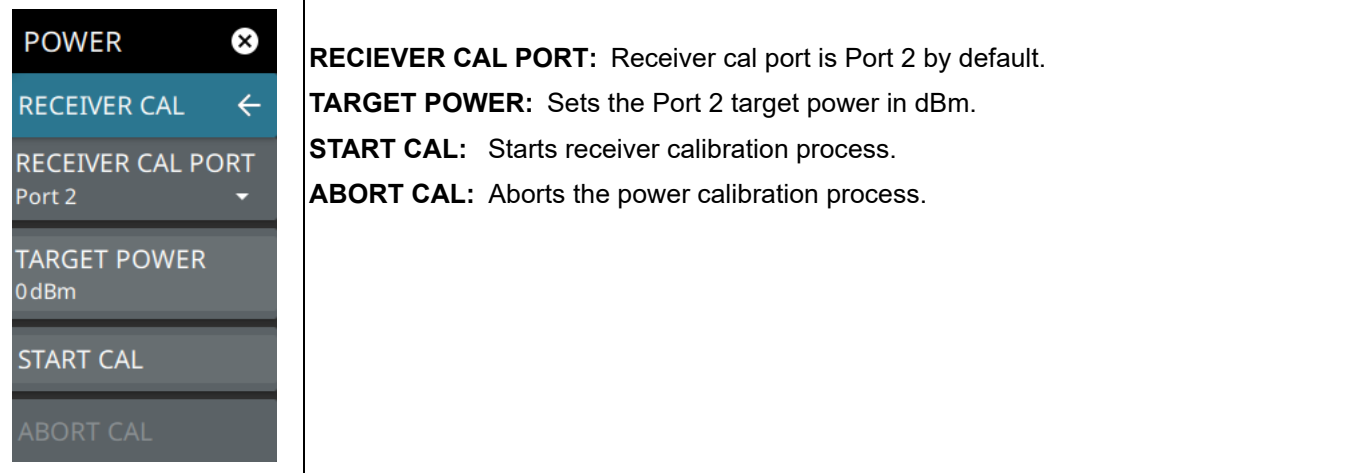 POWER
RECEIVER CAL
RECEIVER CAL PORT
Port 2
TARGET POWER
0 dBm
START CAL
ABORT CAL
RECIEVER CAL PORT: Receiver cal port is Port 2 by default.
TARGET POWER: Sets the Port 2 target power in dBm.
START CAL: Starts receiver calibration process.
ABORT CAL: Aborts the power calibration process.